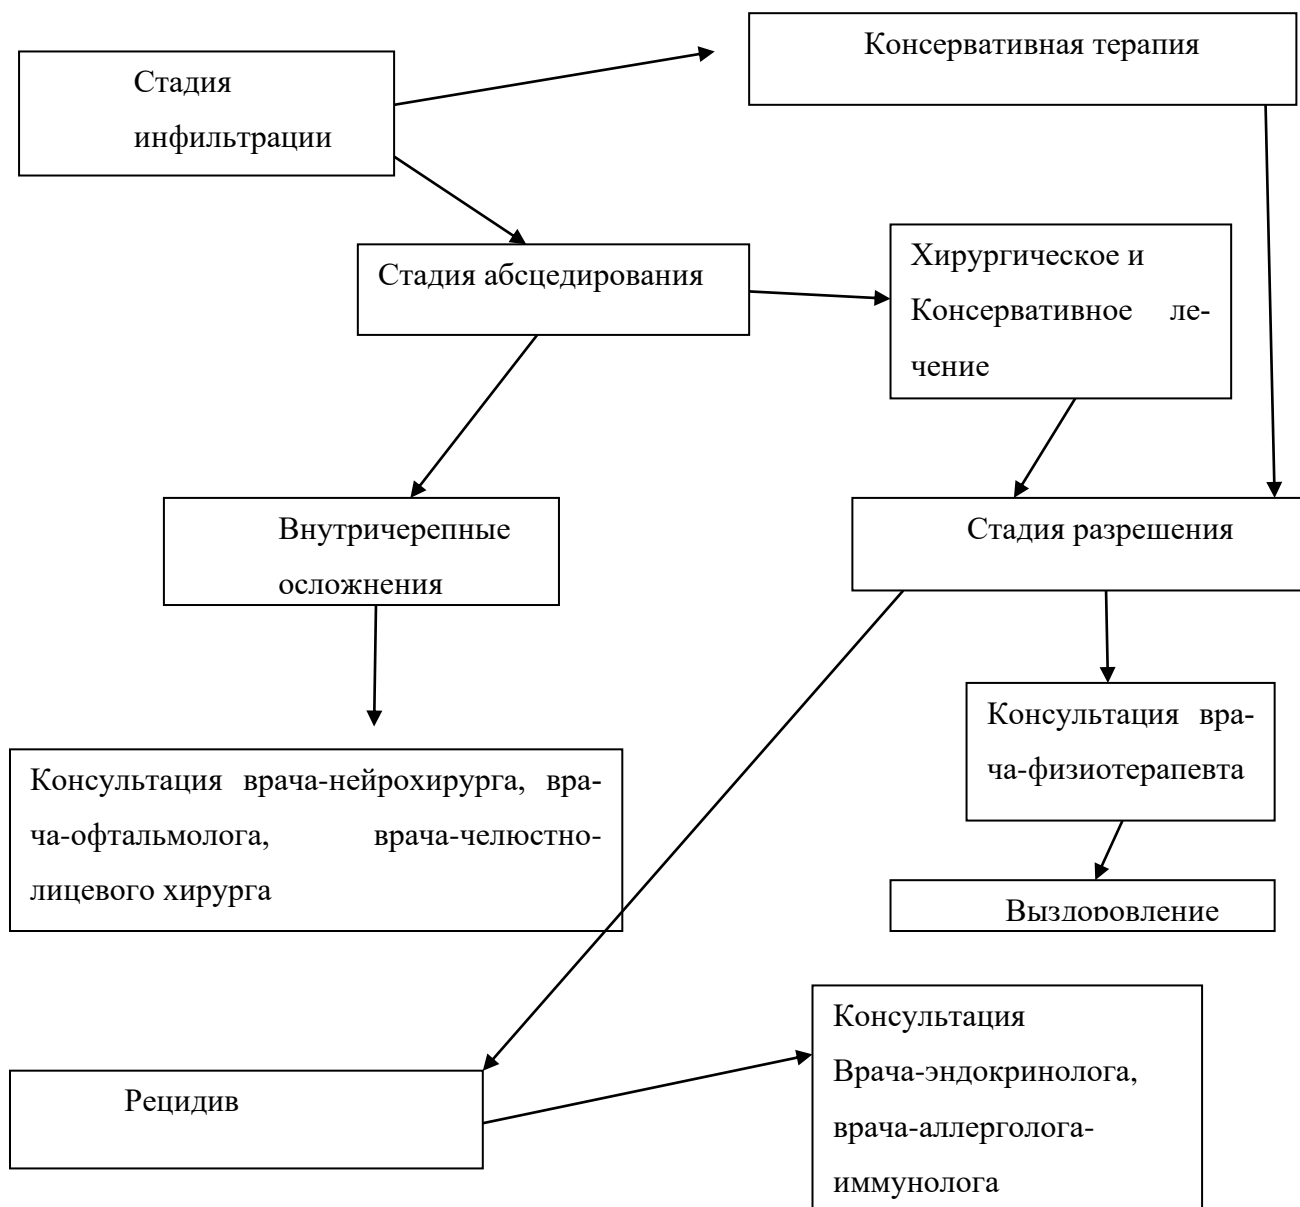 Консервативная терапия
Стадия
инфильтрации
Стадия абсцедирования
Хирургическое и
Консервативное ле-
чение
Внутричерепные
осложнения
Стадия разрешения
Консультация вра-
ча-физиотерапевта
Консультация врача-нейрохирурга, вра-
ча-офтальмолога, врача-челюстно-
лицевого хирурга
Выздоровление
Консультация
Врача-эндокринолога,
врача-аллерголога-
иммунолога
Рецидив